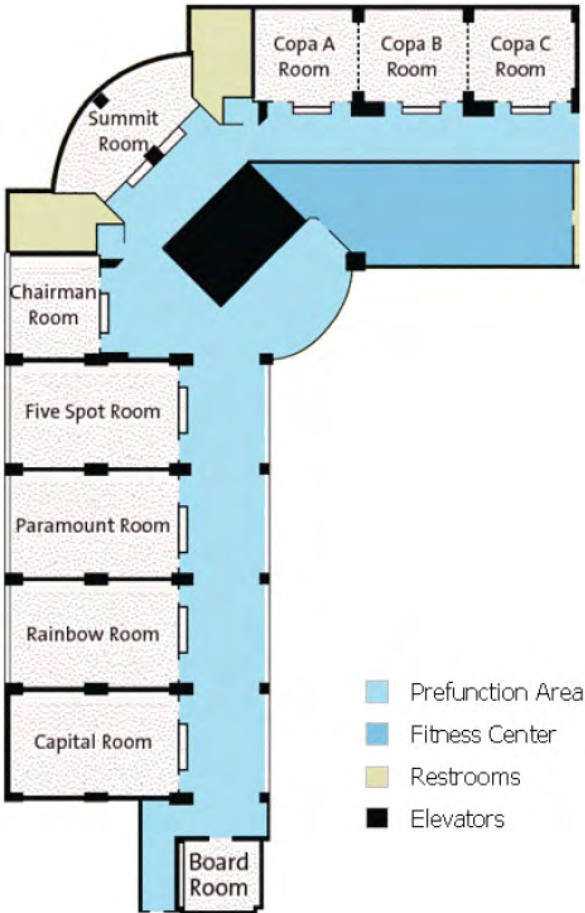 Copa A
Room
Copa B
Room
Copa C
Room
Summit
Room
Chairman
Room
Five Spot Room
Paramount Room
Rainbow Room
Capital Room
Board
Room
Prefunction Area
Fitness Center
Restrooms
Elevators